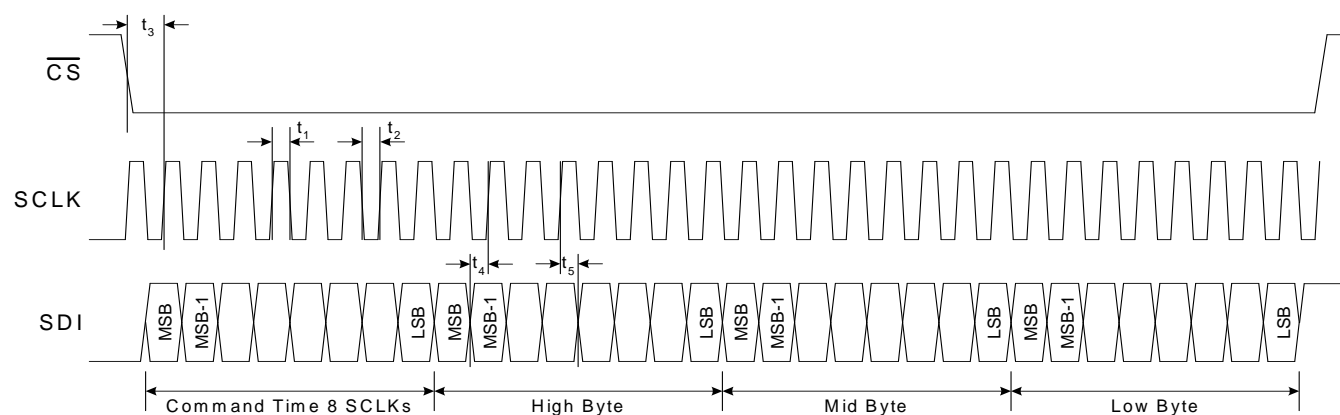 t3
CS
t1
t2
SCLK
t4
t5
SDI
MSB
MSB-1
LSB
MSB
MSB-1
LSB
MSB
MSB-1
LSB
MSB
MSB-1
LSB
Command Time 8 SCLKs
High Byte
Mid Byte
Low Byte